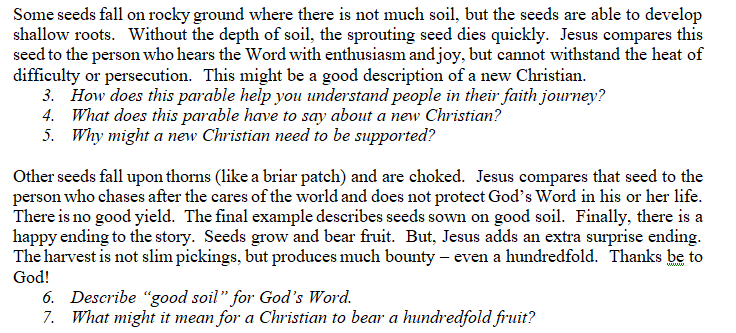 Some seeds fall on rocky ground where there is not much soil, but the seeds are able to develop
shallow roots.  Without the depth of soil, the sprouting seed dies quickly.  Jesus compares this
seed to the person who hears the Word with enthusiasm and joy, but cannot withstand the heat of
difficulty or persecution.  This might be a good description of a new Christian.
3. How does this parable help you understand people in their faith journey?
4. What does this parable have to say about a new Christian?
5. Why might a new Christian need to be supported?
Other seeds fall upon thorns (like a briar patch) and are choked.  Jesus compares that seed to the
person who chases after the cares of the world and does not protect God's Word in his or her life.
There is no good yield.  The final example describes seeds sown on good soil.  Finally, there is a
happy ending to the story.  Seeds grow and bear fruit.  But, Jesus adds an extra surprise ending.
The harvest is not slim pickings, but produces much bounty – even a hundredfold.  Thanks be to
God!
6. Describe "good soil" for God's Word.
7. What might it mean for a Christian to bear a hundredfold fruit?